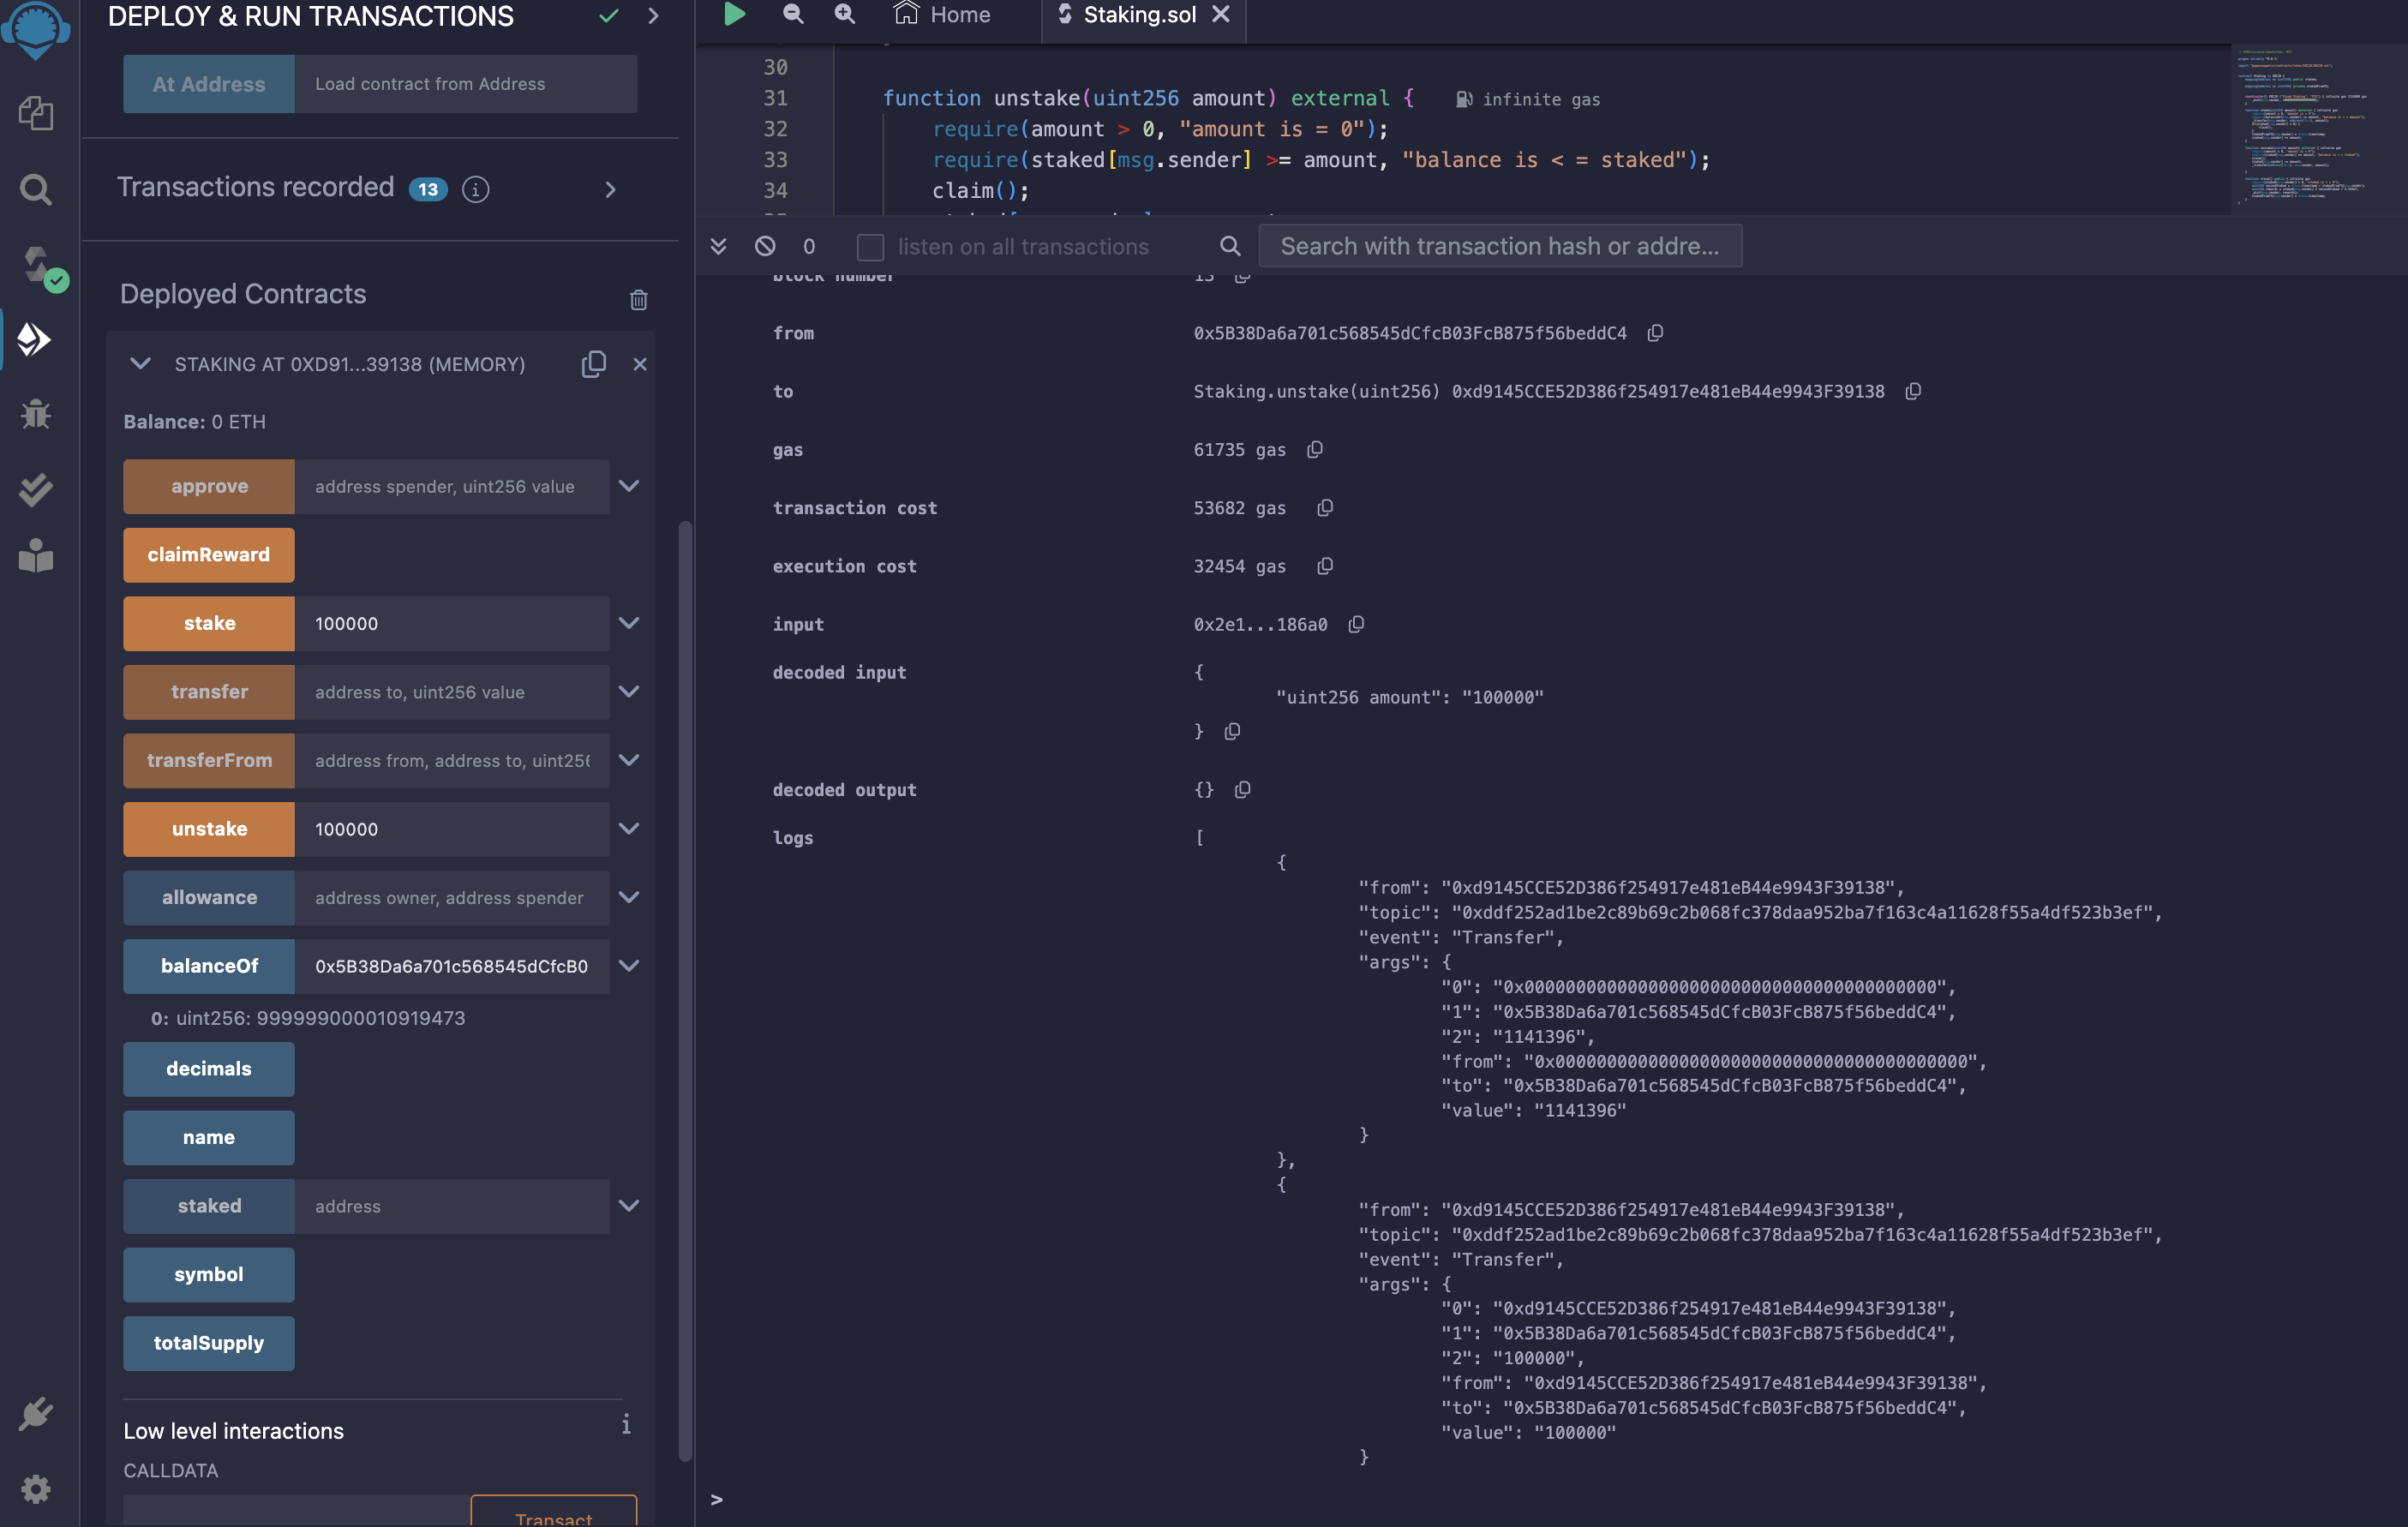 DEPLOY & RUN TRANSACTIONS
At Address
Load contract from Address
Transactions recorded 13 i
Deployed Contracts
STAKING AT 0XD91...39138 (MEMORY)
Balance: 0 ETH
approve
address spender, uint256 value
claimReward
stake
100000
transfer
address to, uint256 value
transferFrom
address from, address to, uint256
unstake
100000
allowance
address owner, address spender
balanceOf
0x5B38Da6a701c568545dCfcB0
0: uint256: 999999000010919473
decimals
name
staked
address
symbol
totalSupply
Low level interactions
i
CALLDATA
Transact
Home
Staking.sol
30
31 function unstake(uint256 amount) external { infinite gas
32 require(amount > 0, "amount is = 0");
33 require(staked[msg.sender] >= amount, "balance is < = staked");
34 claim();
0
listen on all transactions
Search with transaction hash or addre...
block number 13
from 0x5B38Da6a701c568545dCfcB03FcB875f56beddC4
to Staking.unstake(uint256) 0xd9145CCE52D386f254917e481eB44e9943F39138
gas 61735 gas
transaction cost 53682 gas
execution cost 32454 gas
input 0x2e1...186a0
decoded input {
"uint256 amount": "100000"
}
decoded output {}
logs [
{
"from": "0xd9145CCE52D386f254917e481eB44e9943F39138",
"topic": "0xddf252ad1be2c89b69c2b068fc378daa952ba7f163c4a11628f55a4df523b3ef",
"event": "Transfer",
"args": {
"0": "0x0000000000000000000000000000000000000000",
"1": "0x5B38Da6a701c568545dCfcB03FcB875f56beddC4",
"2": "1141396",
"from": "0x0000000000000000000000000000000000000000",
"to": "0x5B38Da6a701c568545dCfcB03FcB875f56beddC4",
"value": "1141396"
}
},
{
"from": "0xd9145CCE52D386f254917e481eB44e9943F39138",
"topic": "0xddf252ad1be2c89b69c2b068fc378daa952ba7f163c4a11628f55a4df523b3ef",
"event": "Transfer",
"args": {
"0": "0xd9145CCE52D386f254917e481eB44e9943F39138",
"1": "0x5B38Da6a701c568545dCfcB03FcB875f56beddC4",
"2": "100000",
"from": "0xd9145CCE52D386f254917e481eB44e9943F39138",
"to": "0x5B38Da6a701c568545dCfcB03FcB875f56beddC4",
"value": "100000"
}
>